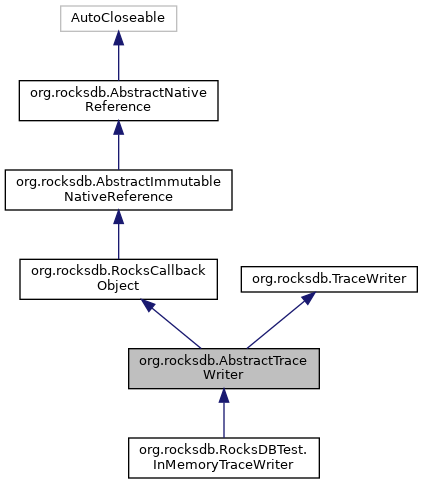 AutoCloseable
org.rocksdb.AbstractNative
Reference
org.rocksdb.AbstractImmutable
NativeReference
org.rocksdb.RocksCallback
Object
org.rocksdb.TraceWriter
org.rocksdb.AbstractTrace
Writer
org.rocksdb.RocksDBTest.
InMemoryTraceWriter